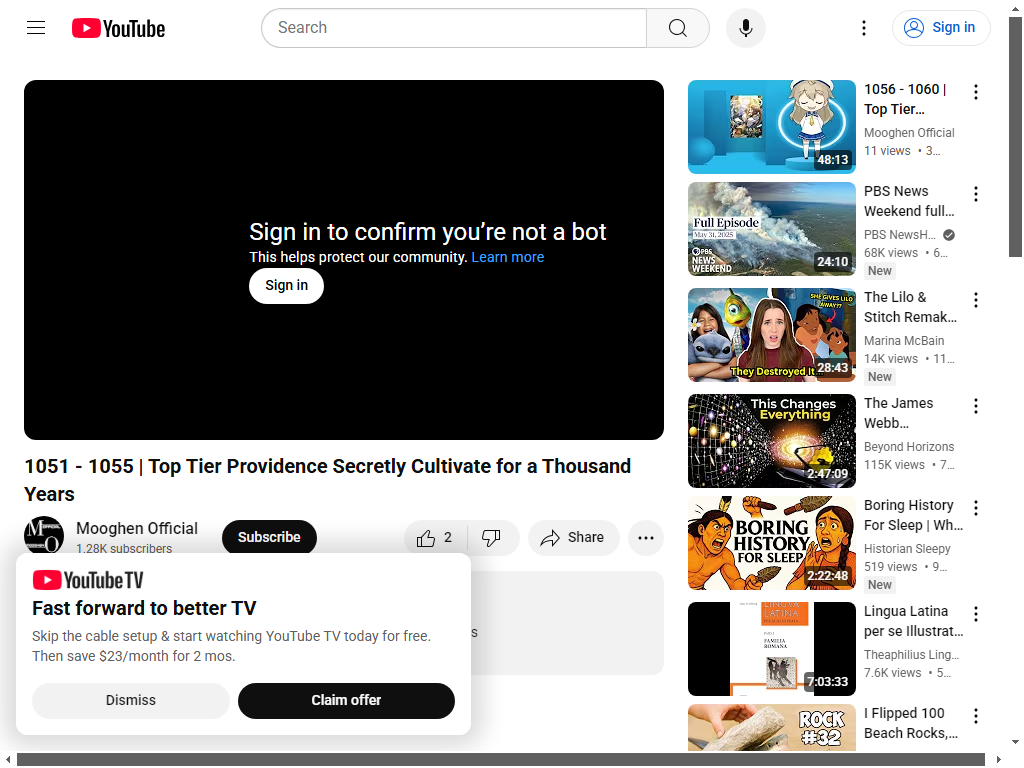 YouTube
Search
Sign in
Sign in to confirm you’re not a bot
This helps protect our community. Learn more
Sign in
1051 - 1055 | Top Tier Providence Secretly Cultivate for a Thousand
Years
Mooghen Official
1.28K subscribers
Subscribe
2
Share
...
s
YouTube TV
Fast forward to better TV
Skip the cable setup & start watching YouTube TV today for free.
Then save $23/month for 2 mos.
Dismiss
Claim offer
48:13
1056 - 1060 |
Top Tier…
Mooghen Official
11 views • 3…
Full Episode
May 31, 2025
PBS
NEWS
WEEKEND
24:10
PBS News
Weekend full…
PBS NewsH…
68K views • 6…
New
SHE GIVES LILO
AWAY??
They Destroyed It...
28:43
The Lilo &
Stitch Remak…
Marina McBain
14K views • 11…
New
This Changes
Everything
2:47:09
The James
Webb…
Beyond Horizons
115K views • 7…
BORING
HISTORY
FOR SLEEP
2:22:48
Boring History
For Sleep | Wh…
Historian Sleepy
519 views • 9…
New
LINGVA
LATINA
PARS I
FAMILIA
ROMANA
7:03:33
Lingua Latina
per se Illustrat…
Theaphilius Ling…
7.6K views • 5…
ROCK
#32
I Flipped 100
Beach Rocks,…